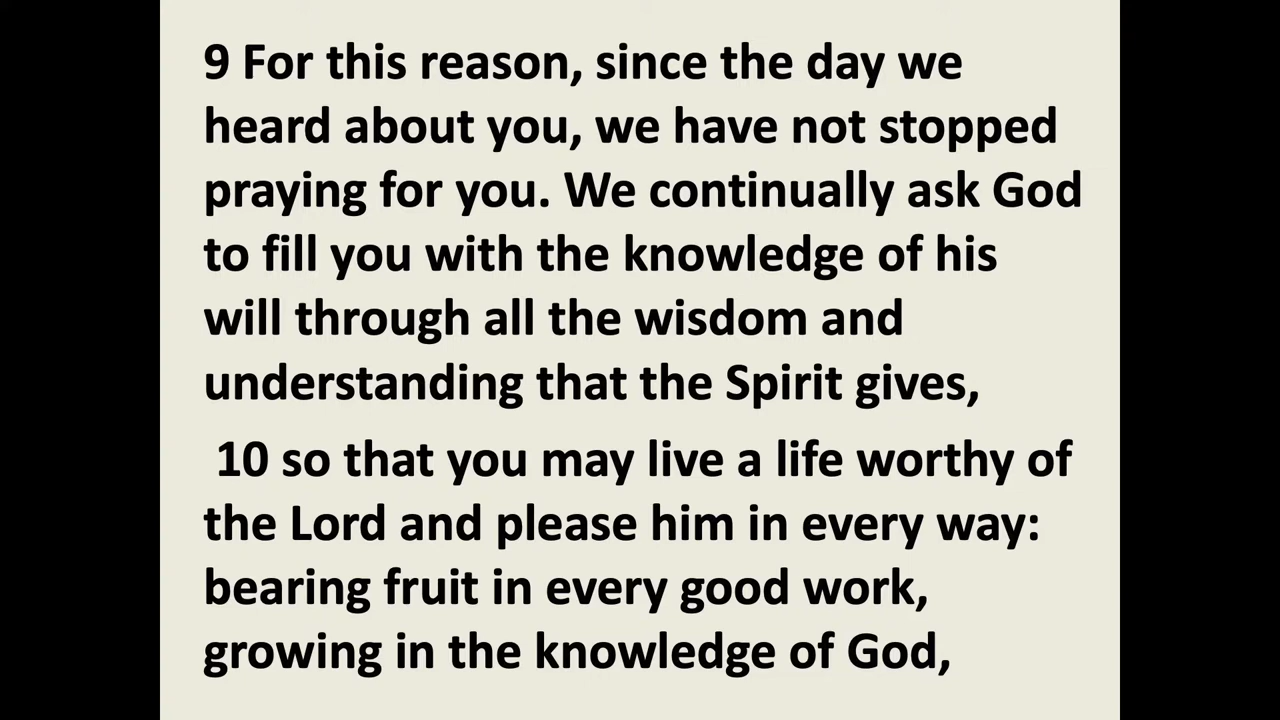 9 For this reason, since the day we
heard about you, we have not stopped
praying for you. We continually ask God
to fill you with the knowledge of his
will through all the wisdom and
understanding that the Spirit gives,
10 so that you may live a life worthy of
the Lord and please him in every way:
bearing fruit in every good work,
growing in the knowledge of God,